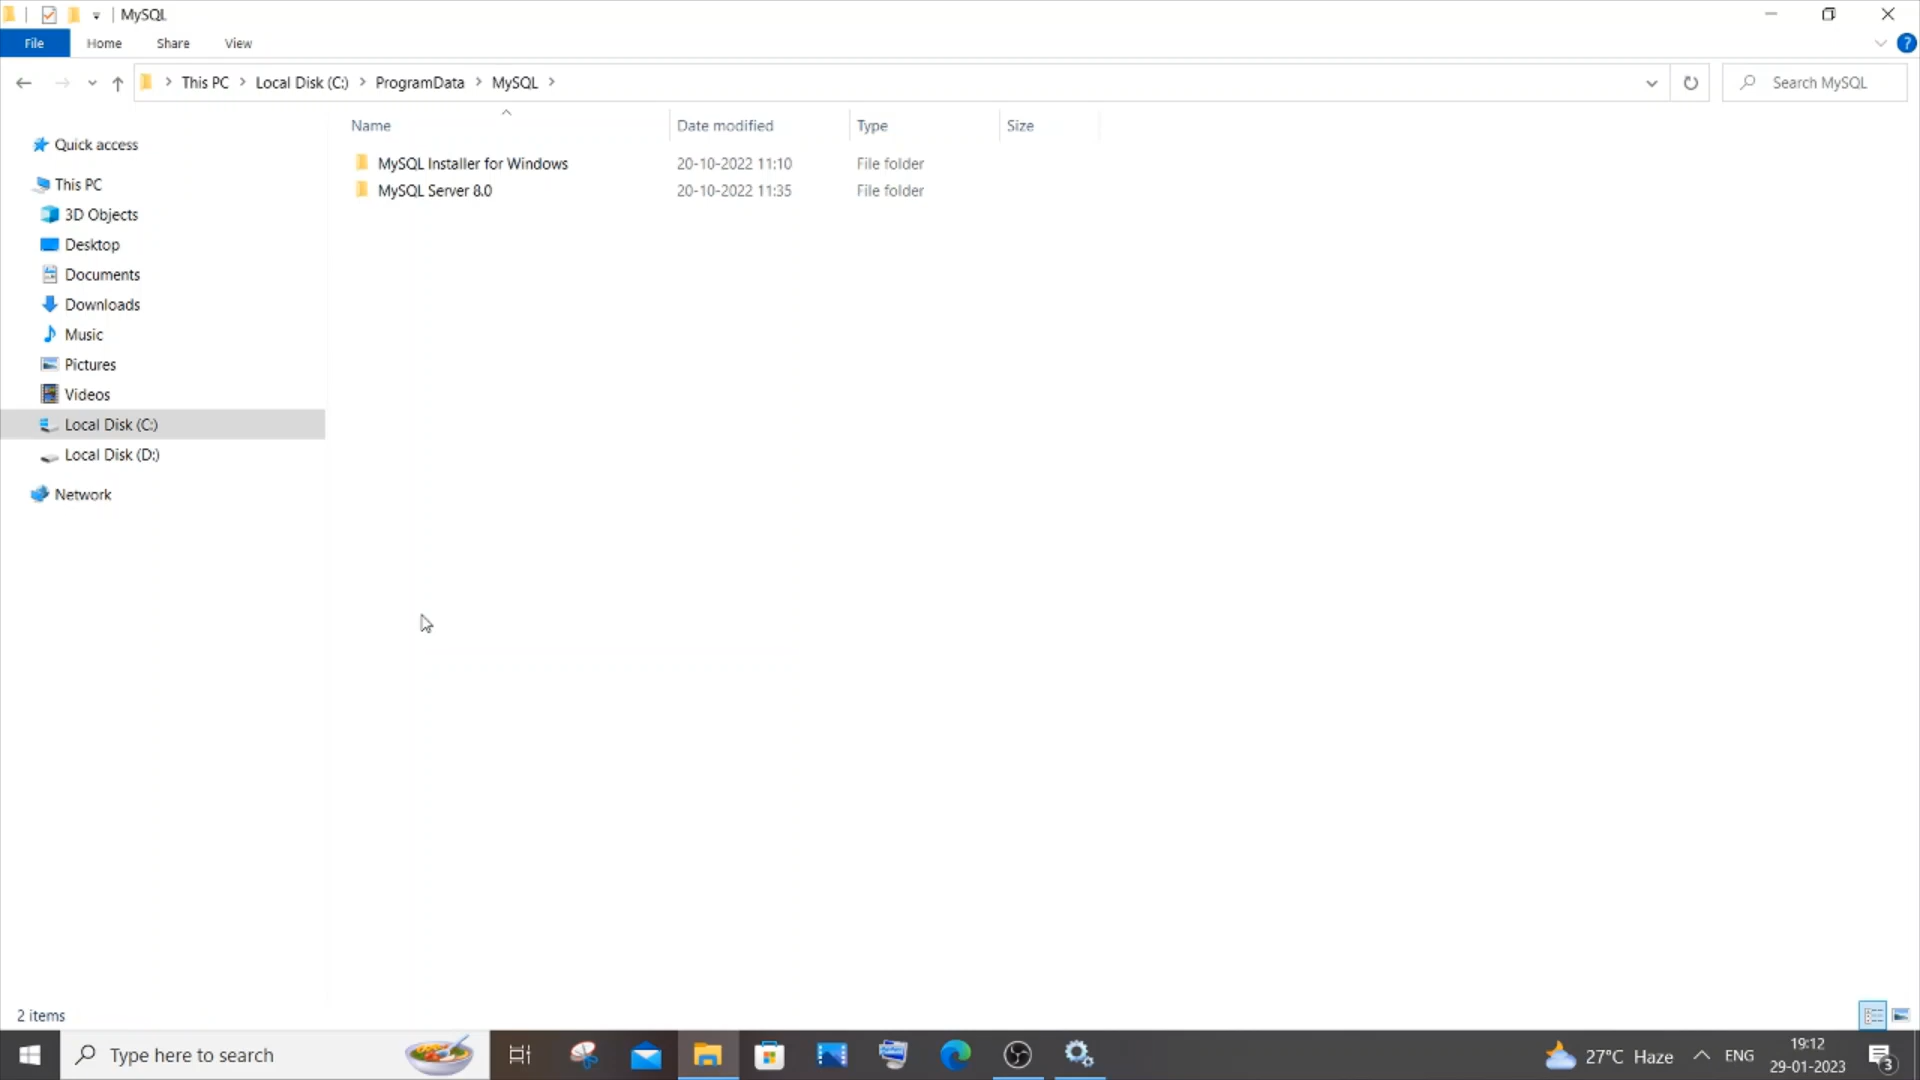 MySQL
File Home Share View
This PC Local Disk (C:) ProgramData MySQL
Search MySQL
Name Date modified Type Size
MySQL Installer for Windows 20-10-2022 11:10 File folder
MySQL Server 8.0 20-10-2022 11:35 File folder
Quick access
This PC
3D Objects
Desktop
Documents
Downloads
Music
Pictures
Videos
Local Disk (C:)
Local Disk (D:)
Network
2 items
Type here to search
27°C Haze
ENG
19:12
29-01-2023
3